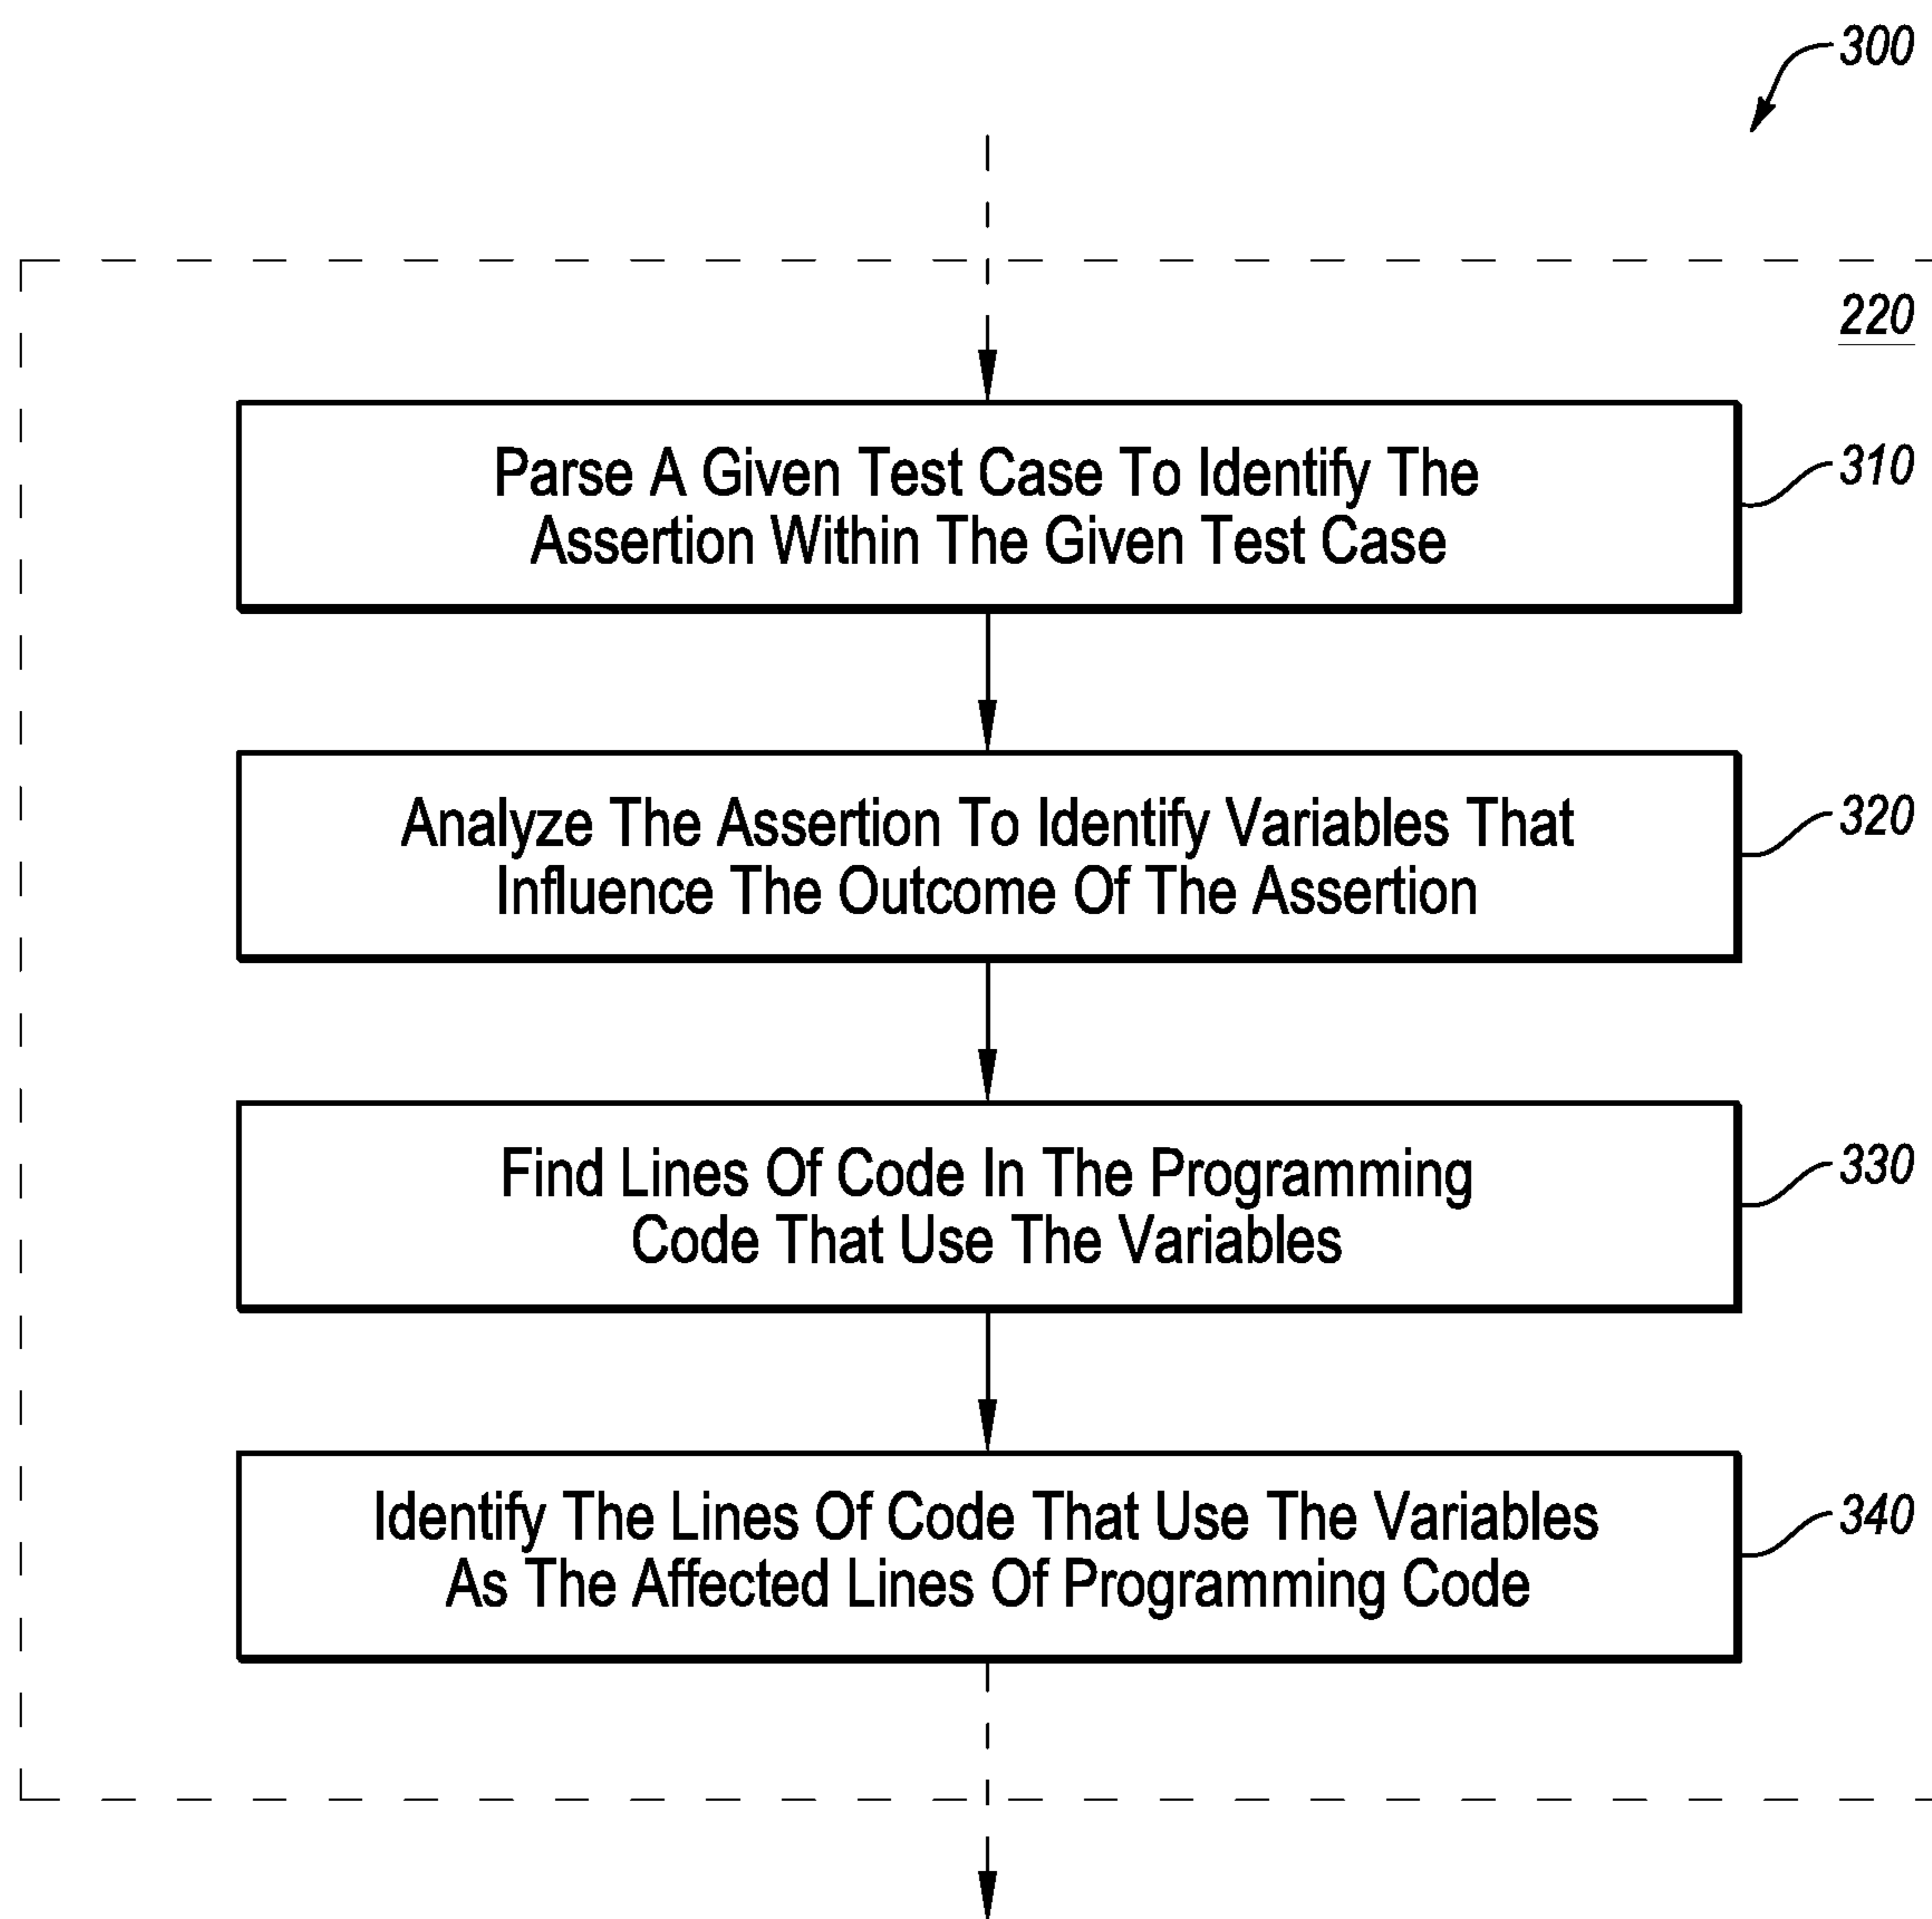 300
220
Parse A Given Test Case To Identify The
Assertion Within The Given Test Case
310
Analyze The Assertion To Identify Variables That
Influence The Outcome Of The Assertion
320
Find Lines Of Code In The Programming
Code That Use The Variables
330
Identify The Lines Of Code That Use The Variables
As The Affected Lines Of Programming Code
340